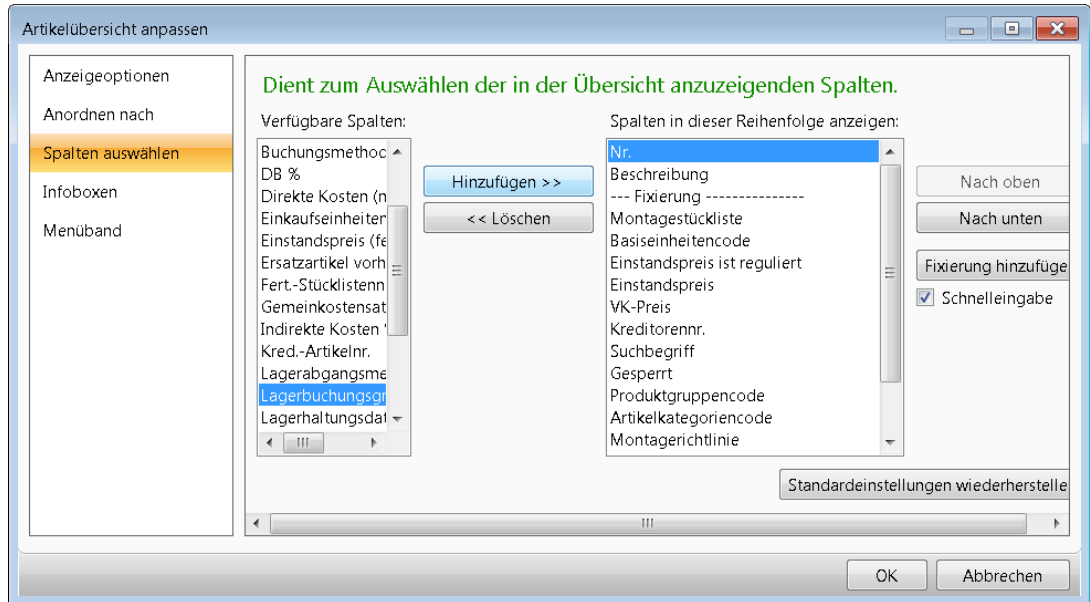 Artikelübersicht anpassen
Anzeigeoptionen
Anordnen nach
Spalten auswählen
Infoboxen
Menüband
Dient zum Auswählen der in der Übersicht anzuzeigenden Spalten.
Verfügbare Spalten:
Buchungsmethoc
DB %
Direkte Kosten (n
Einkaufseinheiten
Einstandspreis (fe
Ersatzartikel vorh
Fert.-Stücklistenn
Gemeinkostensat
Indirekte Kosten
Kred.-Artikelnr.
Lagerabgangsme
Lagerbuchungsgr
Lagerhaltungsdat
Hinzufügen >>
<< Löschen
Spalten in dieser Reihenfolge anzeigen:
Nr.
Beschreibung
--- Fixierung ---------------
Montagestückliste
Basiseinheitencode
Einstandspreis ist reguliert
Einstandspreis
VK-Preis
Kreditorennr.
Suchbegriff
Gesperrt
Produktgruppencode
Artikelkategoriencode
Montagerichtlinie
Nach oben
Nach unten
Fixierung hinzufüge
Schnelleingabe
Standardeinstellungen wiederherstelle
OK
Abbrechen